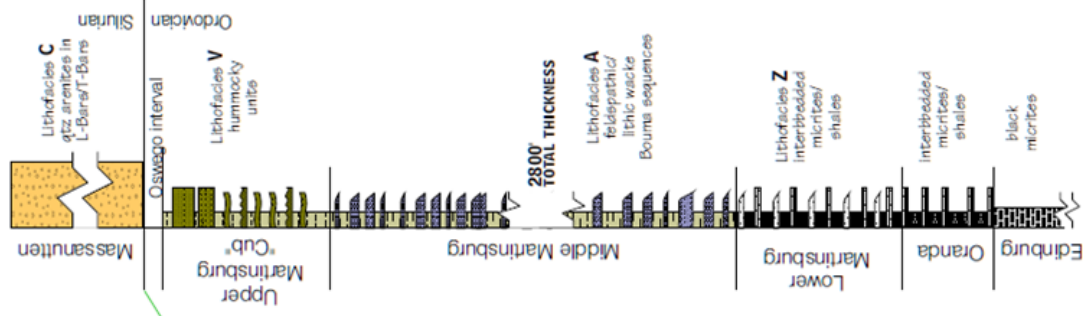 Silurian
Ordovician
Lithofacies C
qtz arenites in
L-Bars/T-Bars
Oswego interval
Lithofacies V
hummocky
units
2800'
TOTAL THICKNESS
Lithofacies A
feldspathic/
lithic wacke
Bouma sequences
Lithofacies Z
interbbedded
micrites/
shales
interbbedded
micrites/
shales
black
micrites
Massanutten
Upper
Martinsburg
"Cub"
Middle Martinsburg
Lower
Martinsburg
Oranda
Edinburg